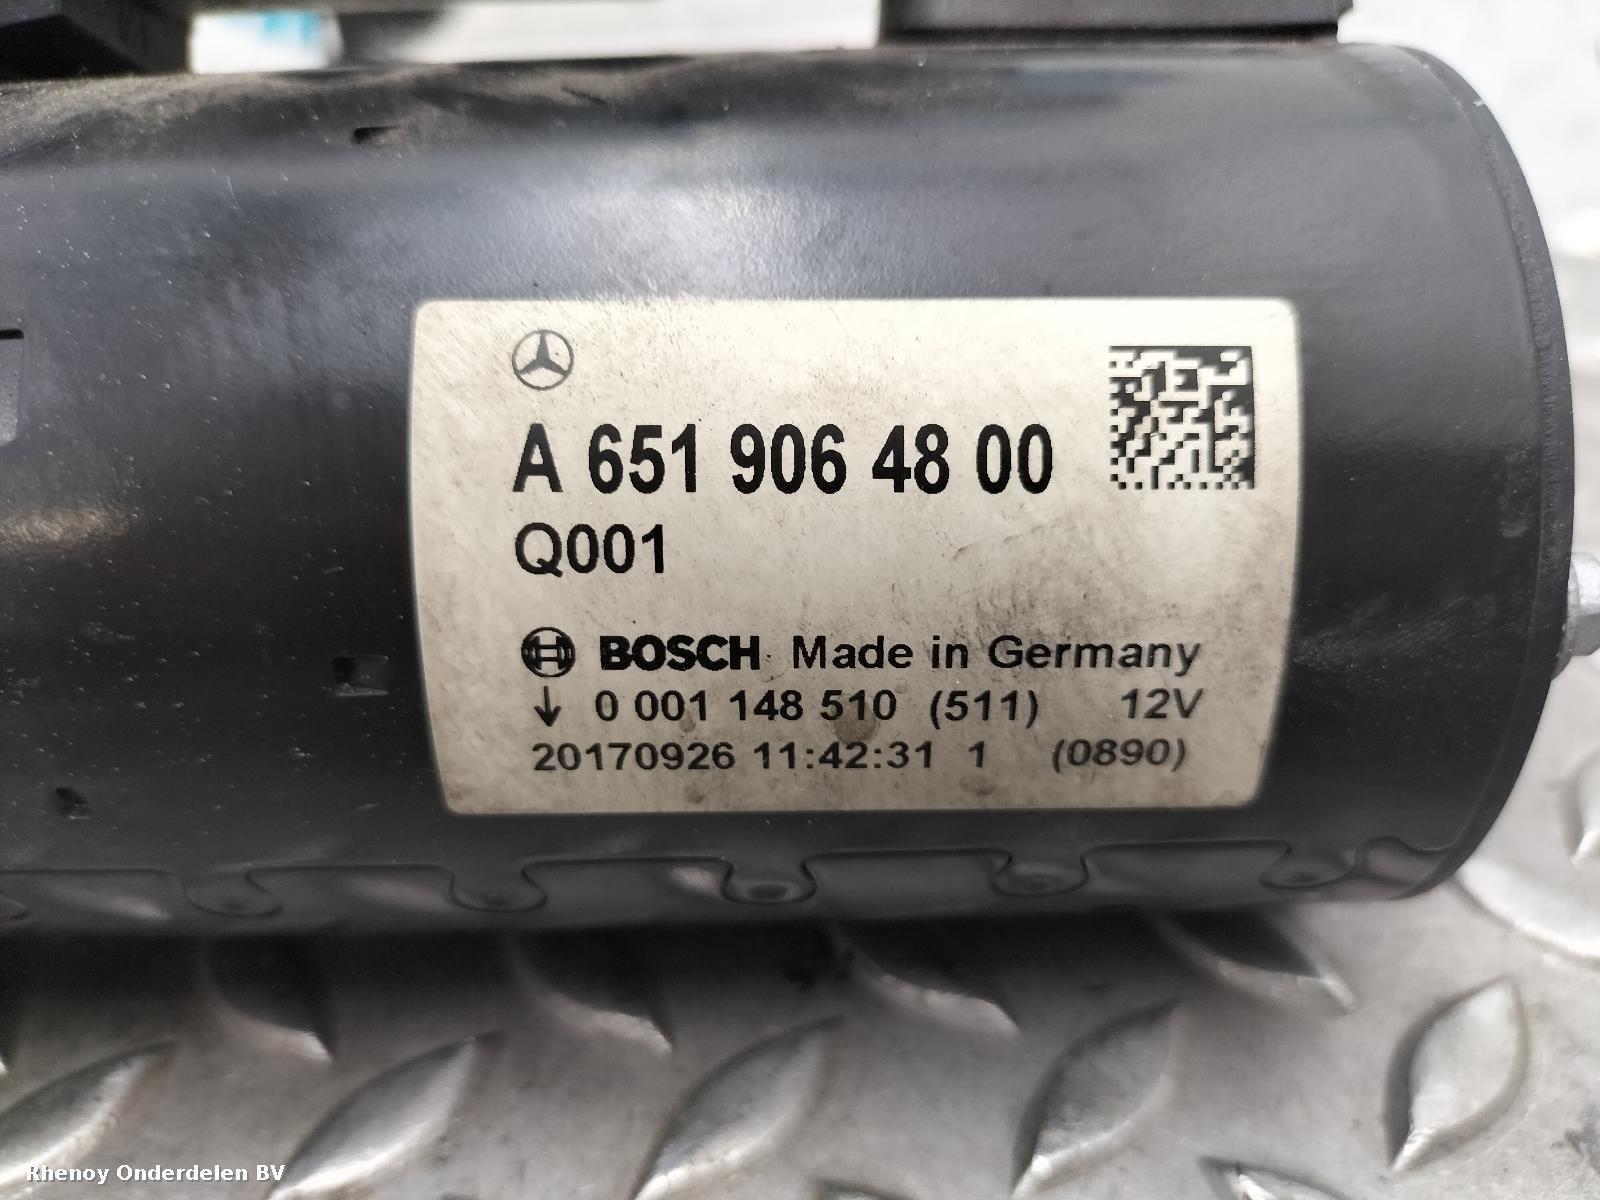 A 651 906 48 00
Q001
BOSCH Made in Germany
↓ 0 001 148 510 (511) 12V
20170926 11:42:31 1 (0890)
Rhenoy Onderdelen BV